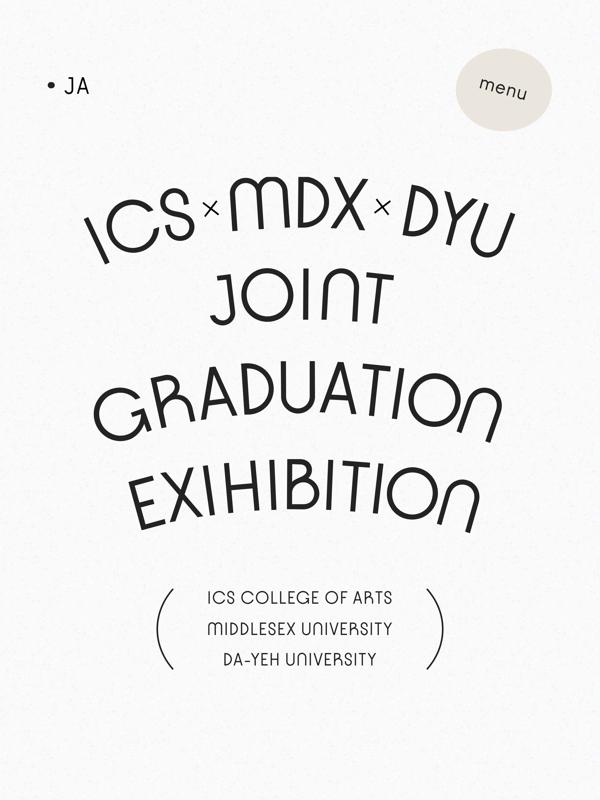 • JA
menu
ICS × MDX × DYU
JOINT
GRADUATION
EXIHIBITION
ICS COLLEGE OF ARTS
MIDDLESEX UNIVERSITY
DA-YEH UNIVERSITY